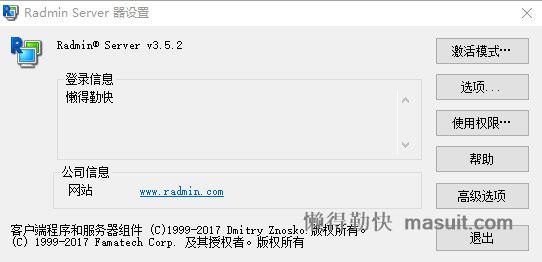 Radmin Server 器设置
Radmin® Server v3.5.2
激活模式…
登录信息
懒得勤快
选项...
使用权限…
帮助
公司信息
网站 www.radmin.com
高级选项
懒得勤快 masuit.com
客户端程序和服务器组件 (C)1999-2017 Dmitry Znosko.版权所有。
(C) 1999-2017 Famatech Corp. 及其授权者。版权所有
退出